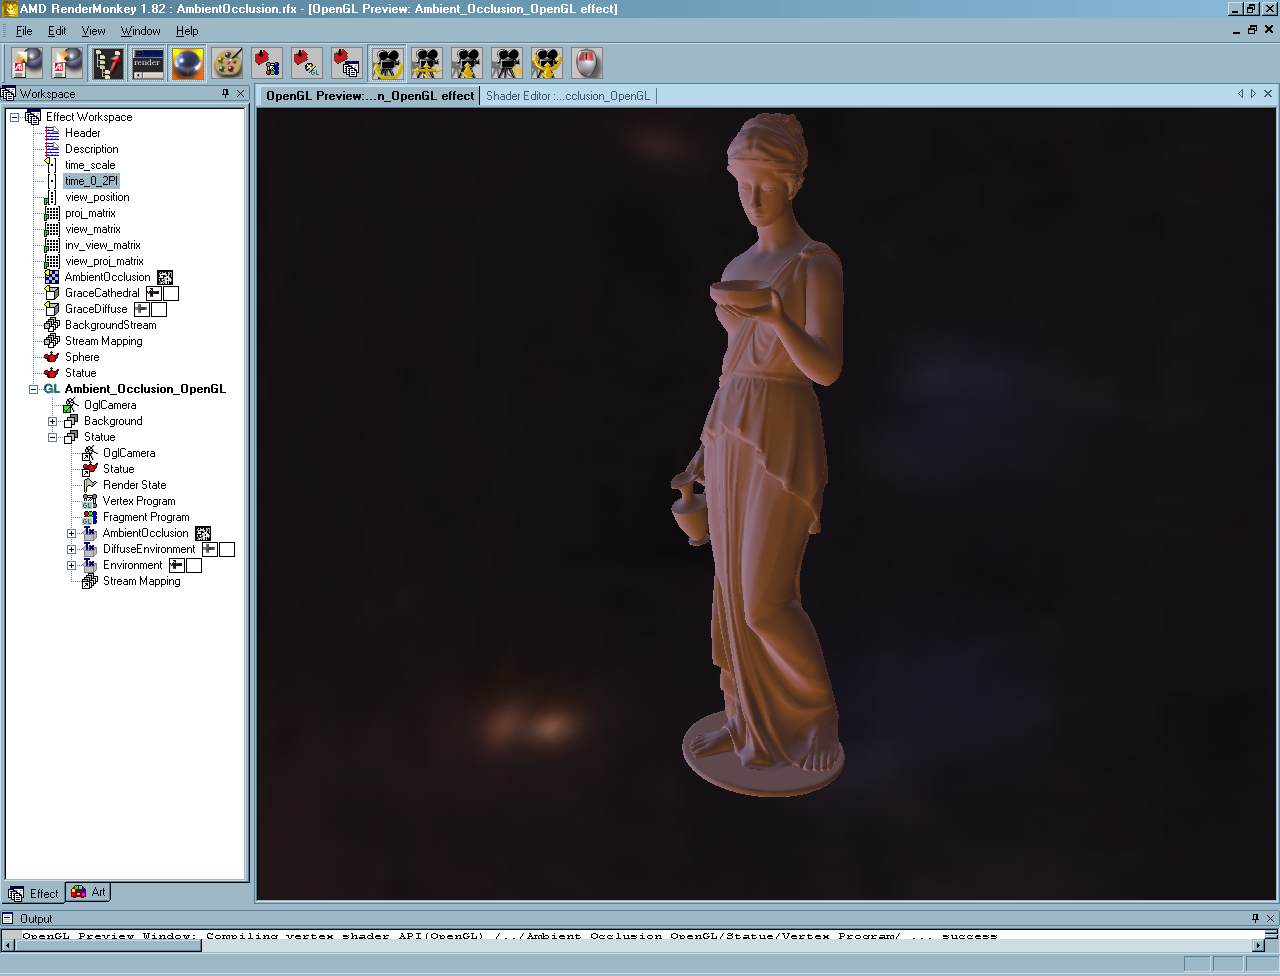 AMD RenderMonkey 1.82 : AmbientOcclusion.rfx - [OpenGL Preview: Ambient_Occlusion_OpenGL effect]
File Edit View Window Help
render
Workspace
OpenGL Preview:...n_OpenGL effect
Shader Editor :...cclusion_OpenGL
Effect Workspace
Header
Description
time_scale
time_0_2PI
view_position
proj_matrix
view_matrix
inv_view_matrix
view_proj_matrix
AmbientOcclusion
GraceCathedral
GraceDiffuse
BackgroundStream
Stream Mapping
Sphere
Statue
GL Ambient_Occlusion_OpenGL
OglCamera
Background
Statue
OglCamera
Statue
Render State
Vertex Program
Fragment Program
AmbientOcclusion
DiffuseEnvironment
Environment
Stream Mapping
Effect
Art
Output
OpenGL Preview Window: Compiling vertex shader API(OpenGL) /../Ambient_Occlusion_OpenGL/Statue/Vertex Program/ ... success